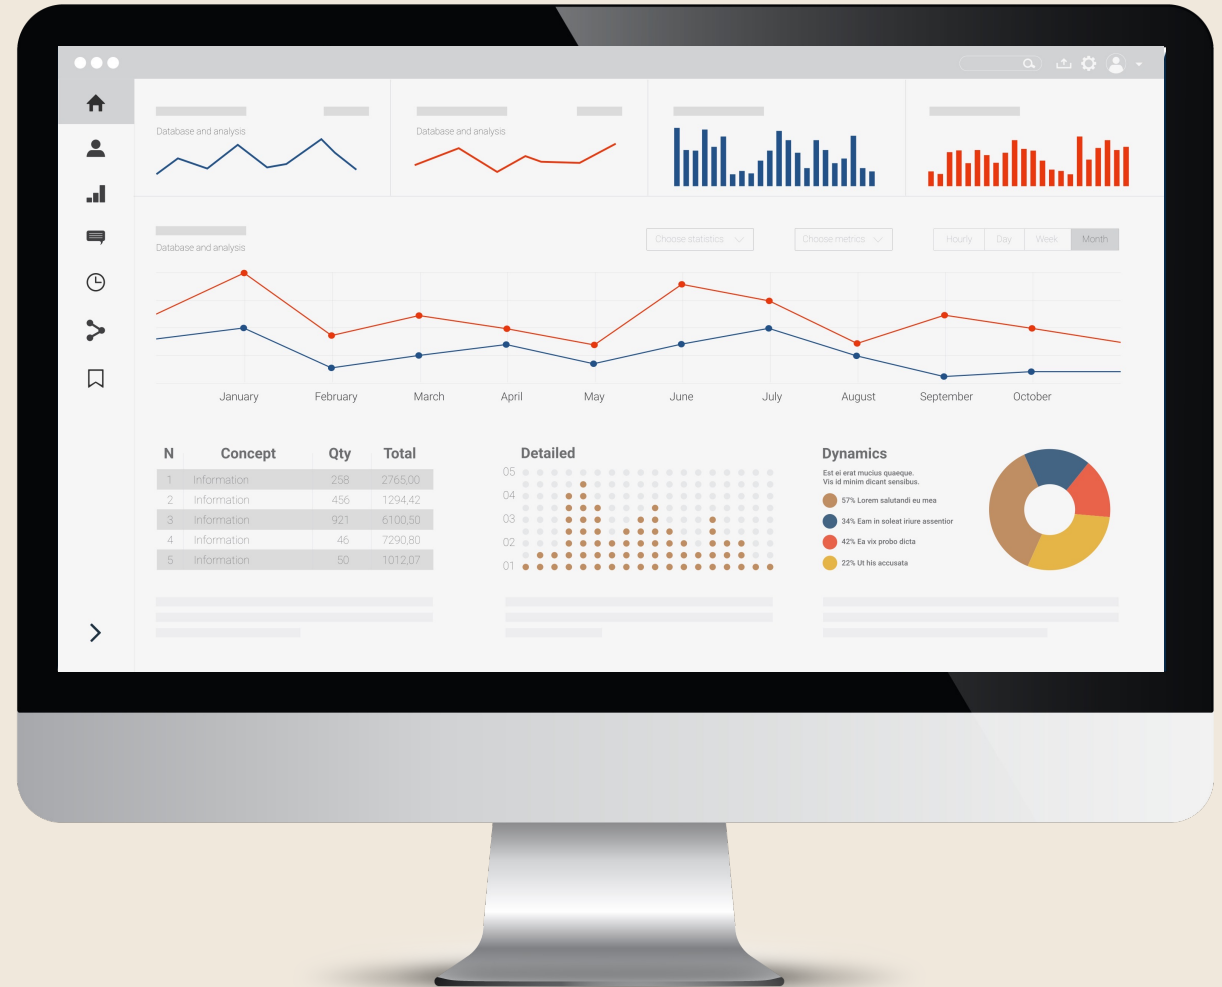 Database and analysis
Database and analysis
Database and analysis
Choose statistics
Choose metrics
Hourly Day Week Month
January February March April May June July August September October
N Concept Qty Total
1 Information 258 2765,00
2 Information 456 1294,42
3 Information 921 6100,50
4 Information 46 7290,80
5 Information 50 1012,07
Detailed
05
04
03
02
01
Dynamics
Est ei erat mucius quaeque.
Vis id minim dicant sensibus.
57% Lorem salutandi eu mea
34% Eam in soleat iriure assentior
42% Ea vix probo dicta
22% Ut his accusata